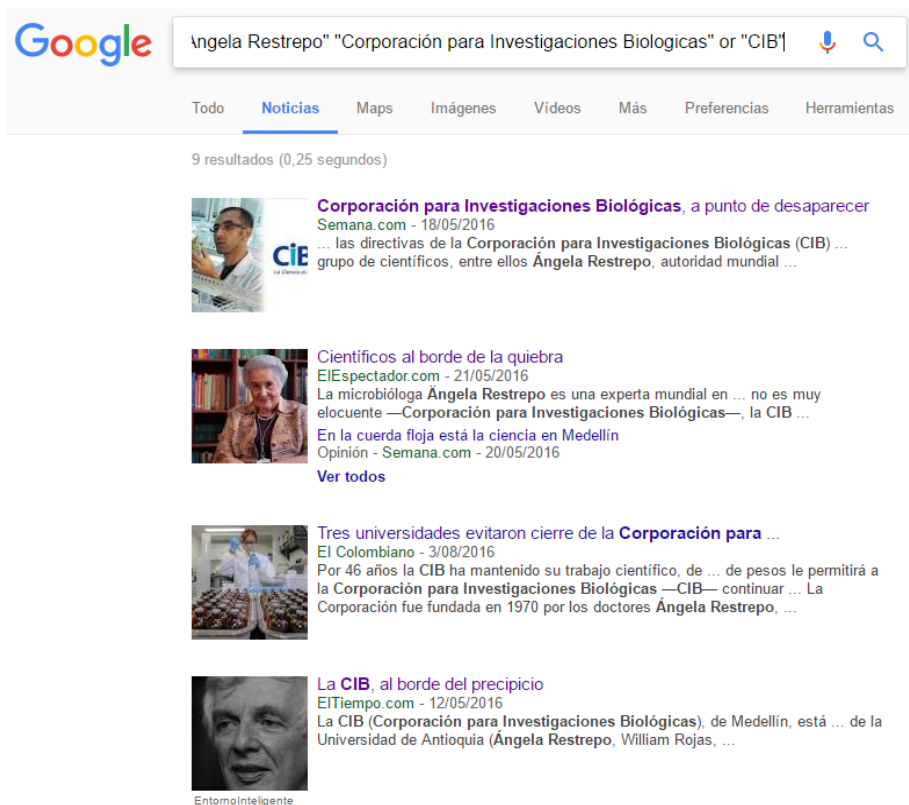 Google
\ngela Restrepo" "Corporación para Investigaciones Biologicas" or "CIB"
Todo Noticias Maps Imágenes Vídeos Más Preferencias Herramientas
9 resultados (0,25 segundos)
Corporación para Investigaciones Biológicas, a punto de desaparecer
Semana.com - 18/05/2016
... las directivas de la Corporación para Investigaciones Biológicas (CIB) ...
grupo de científicos, entre ellos Ángela Restrepo, autoridad mundial ...
CIB
Científicos al borde de la quiebra
ElEspectador.com - 21/05/2016
La microbióloga Ängela Restrepo es una experta mundial en ... no es muy
elocuente —Corporación para Investigaciones Biológicas—, la CIB ...
En la cuerda floja está la ciencia en Medellín
Opinión - Semana.com - 20/05/2016
Ver todos
Tres universidades evitaron cierre de la Corporación para ...
El Colombiano - 3/08/2016
Por 46 años la CIB ha mantenido su trabajo científico, de ... de pesos le permitirá a
la Corporación para Investigaciones Biológicas —CIB— continuar ... La
Corporación fue fundada en 1970 por los doctores Ángela Restrepo, ...
La CIB, al borde del precipicio
ElTiempo.com - 12/05/2016
La CIB (Corporación para Investigaciones Biológicas), de Medellín, está ... de la
Universidad de Antioquia (Ángela Restrepo, William Rojas, ...
EntornoInteligente